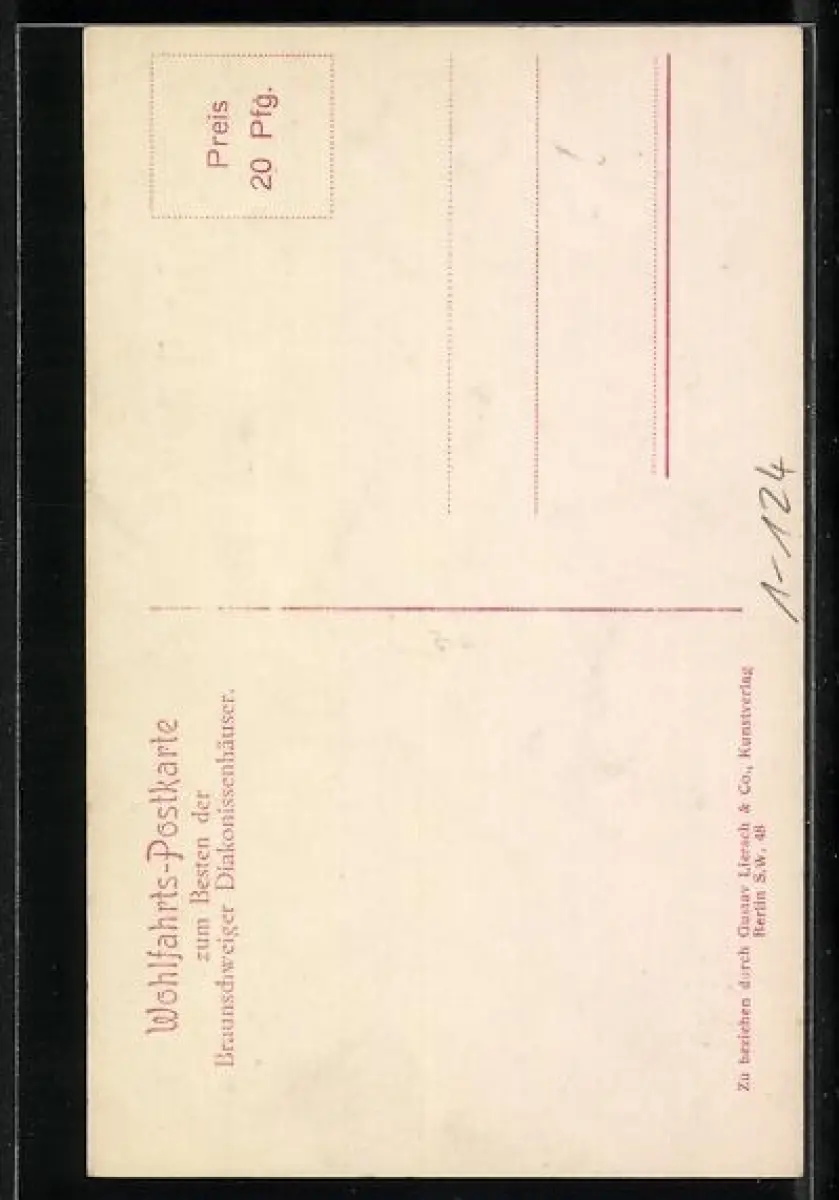 Wohlfahrts-Postkarte
zum Besten der
Braunschweiger Diakonissenhäuser.
Preis
20 Pfg.
Zu beziehen durch Gustav Liersch & Co., Kunstverlag
Berlin S.W. 48
1-124